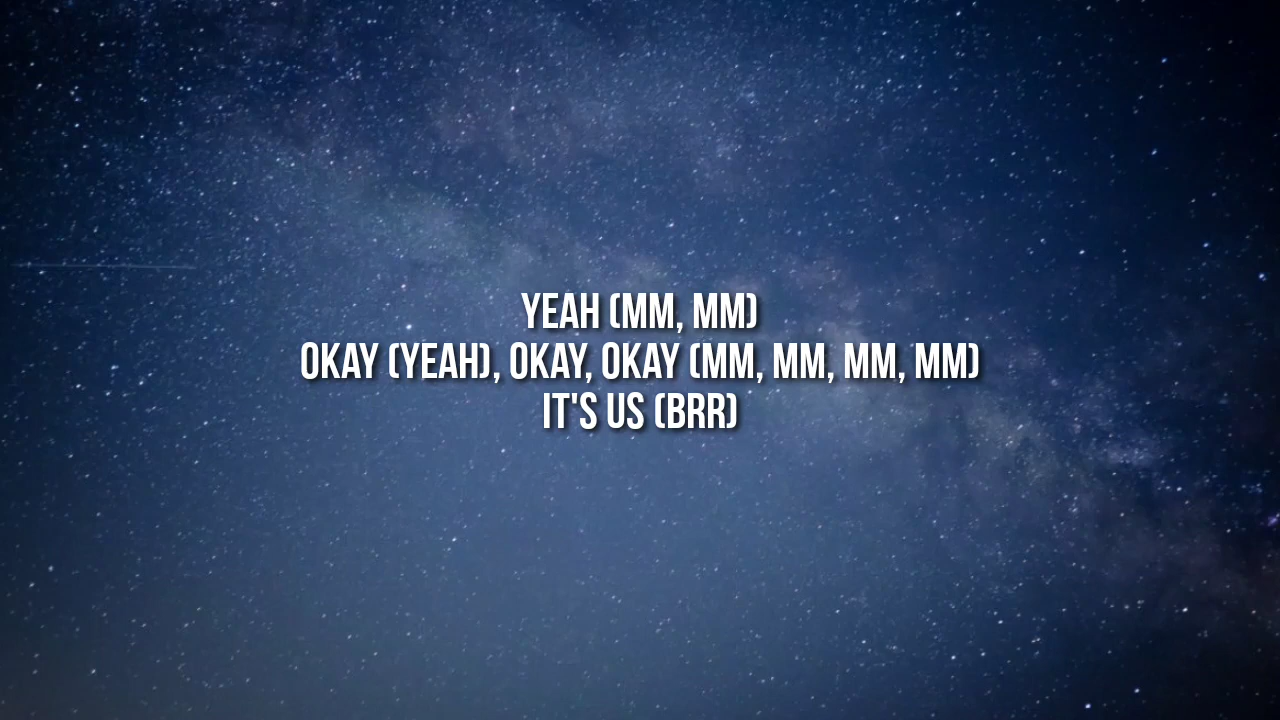 YEAH (MM, MM)
OKAY (YEAH), OKAY, OKAY (MM, MM, MM, MM)
IT'S US (BRR)